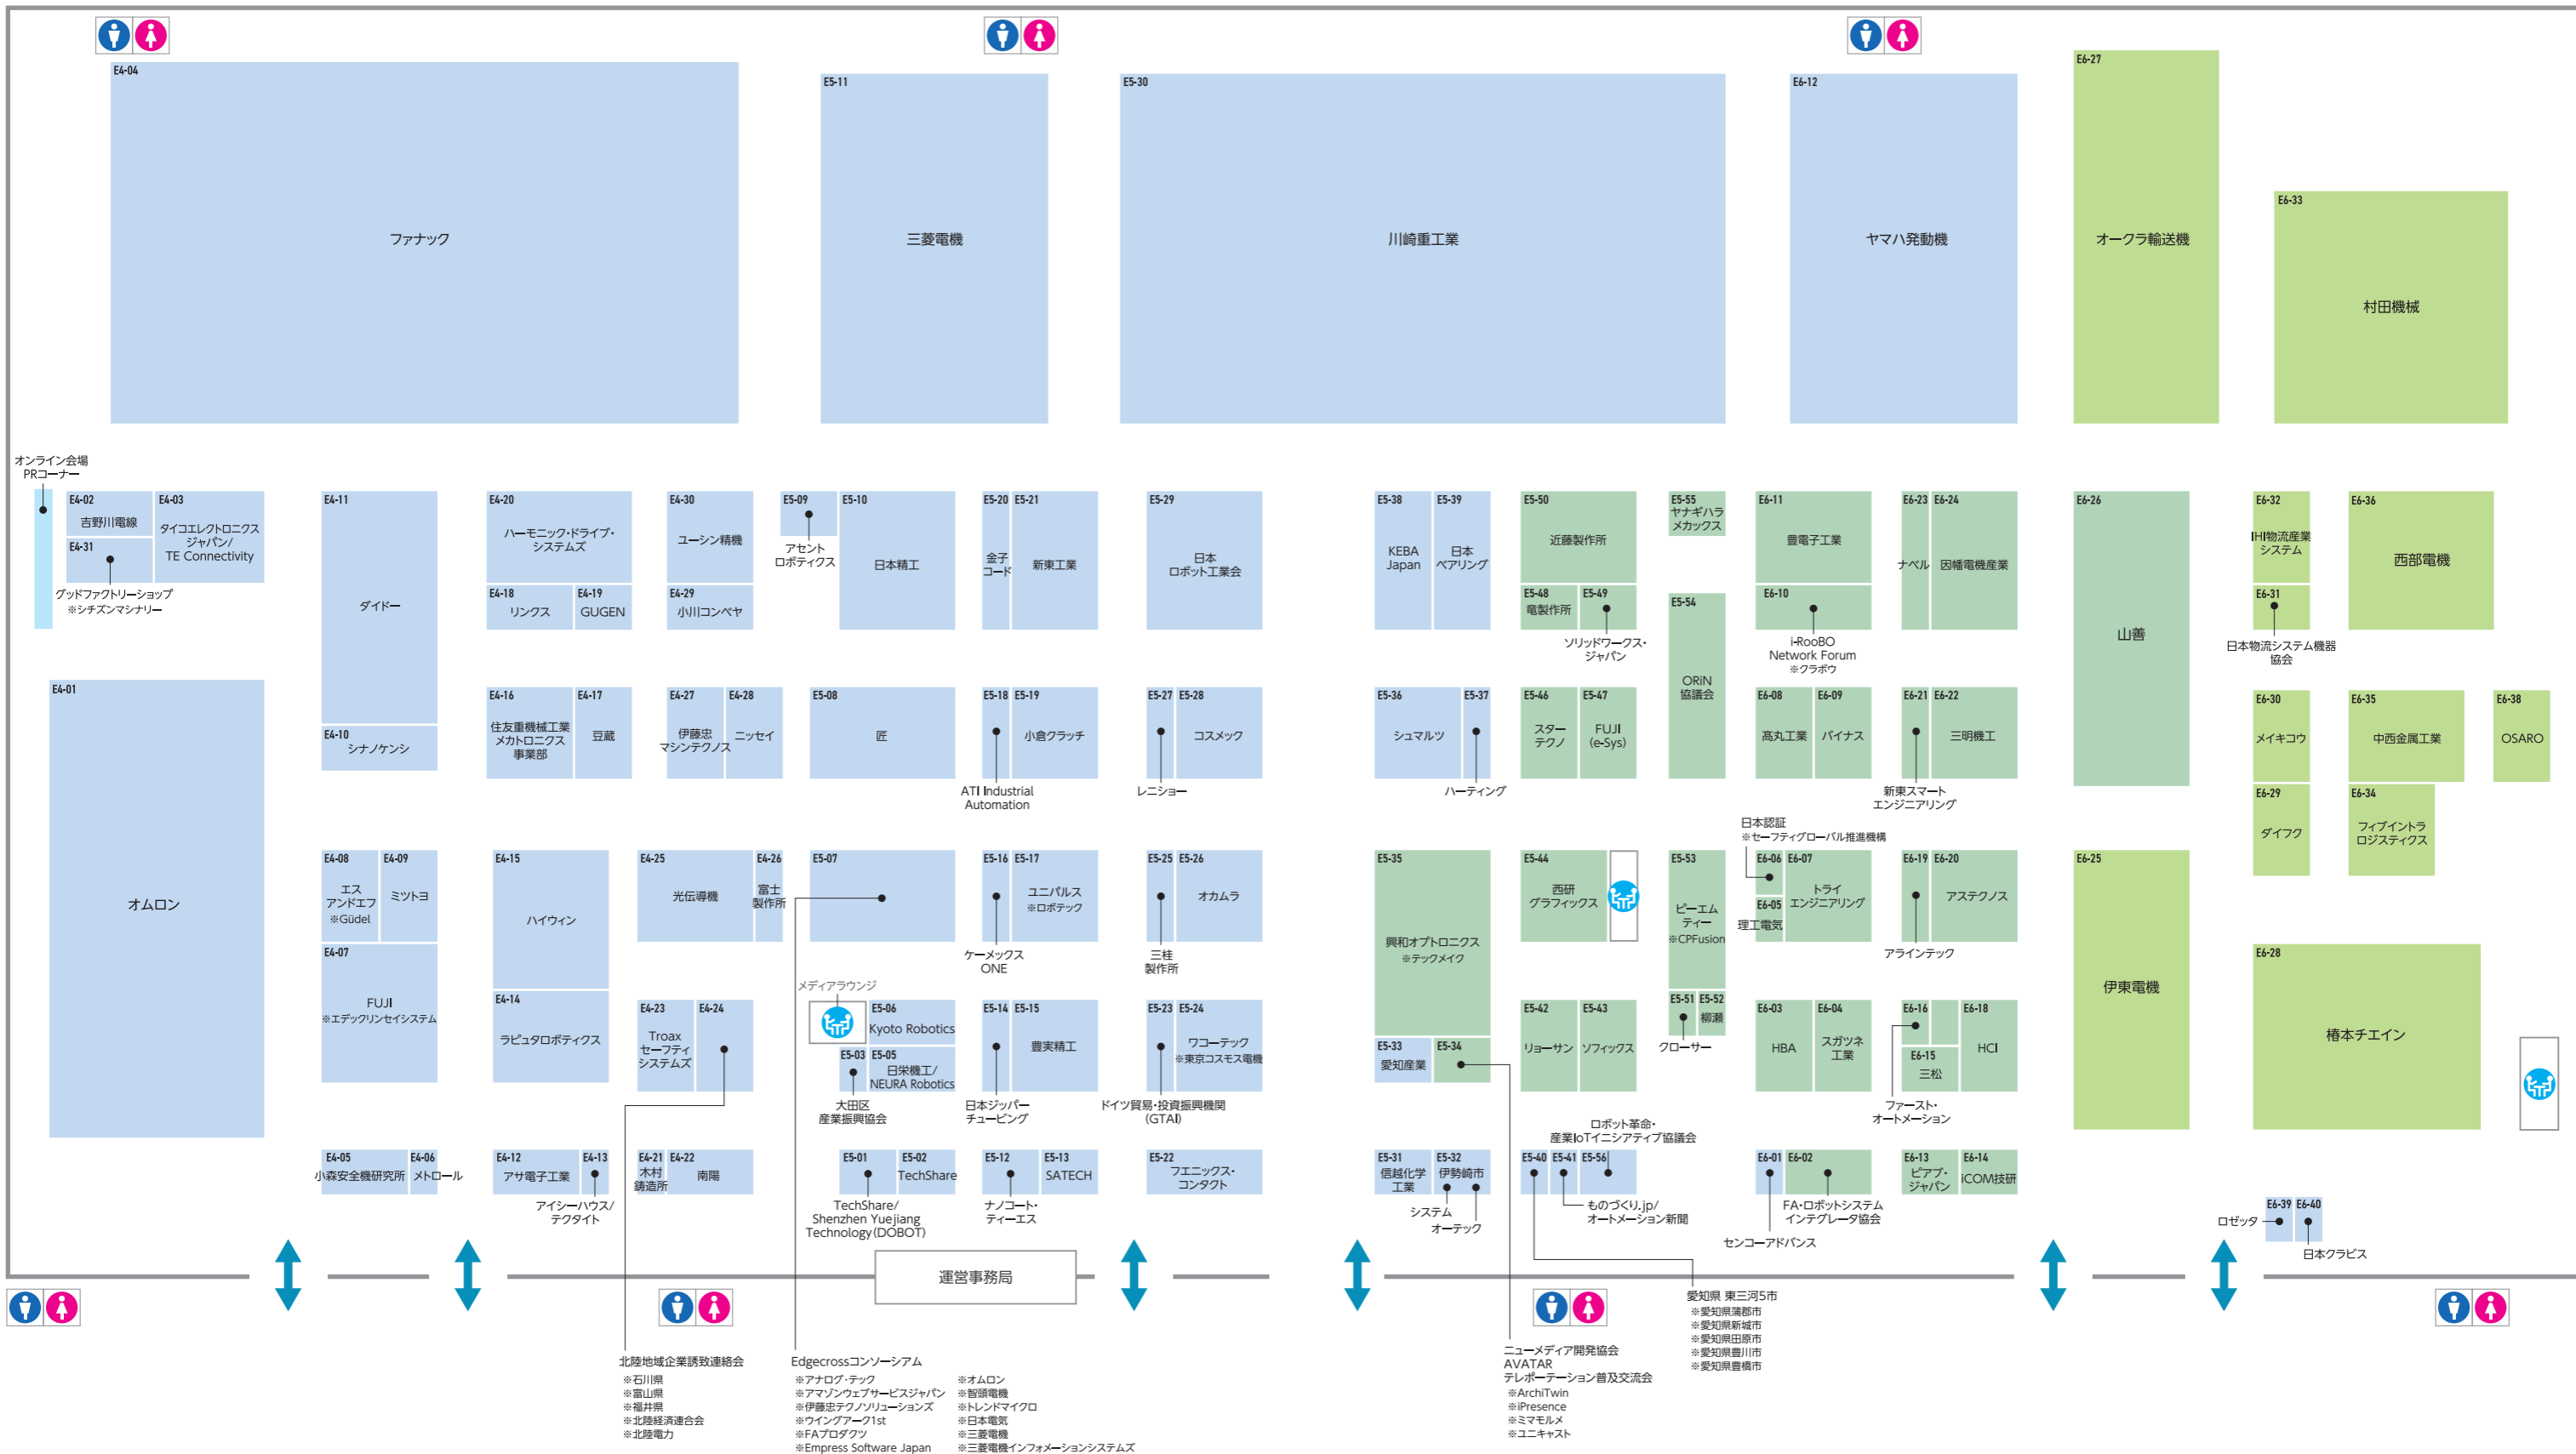 E4-04
ファナック
E5-11
三菱電機
E5-30
川崎重工業
E6-12
ヤマハ発動機
E6-27
オークラ輸送機
E6-33
村田機械
オンライン会場
PRコーナー
E4-02
吉野川電線
E4-03
タイコエレクトロニクス
ジャパン/
TE Connectivity
E4-31
グッドファクトリーショップ
※シチズンマシナリー
E4-11
ダイドー
E4-20
ハーモニック・ドライブ・
システムズ
E4-18
リンクス
E4-19
GUGEN
E4-30
ユーシン精機
E4-29
小川コンベヤ
E5-09
アセント
ロボティクス
E5-10
日本精工
E5-20
金子
コード
E5-21
新東工業
E5-29
日本
ロボット工業会
E5-38
KEBA
Japan
E5-39
日本
ベアリング
E5-50
近藤製作所
E5-48
竜製作所
E5-49
ソリッドワークス・
ジャパン
E5-55
ヤナギハラ
メカックス
E5-54
ORiN
協議会
E6-11
豊電子工業
E6-10
i-RooBO
Network Forum
※クラボウ
E6-23
ナベル
E6-24
因幡電機産業
E6-26
山善
E6-32
IHI物流産業
システム
E6-31
日本物流システム機器
協会
E6-36
西部電機
E4-01
オムロン
E4-10
シナノケンシ
E4-16
住友重機械工業
メカトロニクス
事業部
E4-17
豆蔵
E4-27
伊藤忠
マシンテクノス
E4-28
ニッセイ
E5-08
匠
E5-18
ATI Industrial
Automation
E5-19
小倉クラッチ
E5-27
レニショー
E5-28
コスメック
E5-36
シュマルツ
E5-37
ハーティング
E5-46
スター
テクノ
E5-47
FUJI
(e-Sys)
E6-08
髙丸工業
E6-09
バイナス
E6-21
新東スマート
エンジニアリング
E6-22
三明機工
E6-30
メイキコウ
E6-29
ダイフク
E6-35
中西金属工業
E6-34
フィブイントラ
ロジスティクス
E6-38
OSARO
E4-08
エス
アンドエフ
※Güdel
E4-09
ミツトヨ
E4-07
FUJI
※エデックリンセイシステム
E4-15
ハイウィン
E4-14
ラピュタロボティクス
E4-25
光伝導機
E4-26
富士
製作所
E5-07
E5-16
ケーメックス
ONE
E5-17
ユニパルス
※ロボテック
E5-25
三桂
製作所
E5-26
オカムラ
E5-35
興和オプトロニクス
※テックメイク
E5-44
西研
グラフィックス
E5-53
ピーエム
ティー
※CPFusion
日本認証
※セーフティグローバル推進機構
E6-06
E6-05
理工電気
E6-07
トライ
エンジニアリング
E6-19
アラインテック
E6-20
アステクノス
E6-25
伊東電機
E6-28
椿本チエイン
E4-23
Troax
セーフティ
システムズ
E4-24
メディアラウンジ
E5-06
Kyoto Robotics
E5-03
大田区
産業振興協会
E5-05
日栄機工/
NEURA Robotics
E5-14
日本ジッパー
チュービング
E5-15
豊実精工
E5-23
ドイツ貿易・投資振興機関
(GTAI)
E5-24
ワコーテック
※東京コスモス電機
E5-33
愛知産業
E5-34
E5-42
リョーサン
E5-43
ソフィックス
E5-51
クローサー
E5-52
柳瀬
E6-03
HBA
E6-04
スガツネ
工業
E6-16
ファースト・
オートメーション
E6-15
三松
E6-18
HCI
E4-05
小森安全機研究所
E4-06
メトロール
E4-12
アサ電子工業
E4-13
アイシーハウス/
テクタイト
E4-21
木村
鋳造所
E4-22
南陽
E5-01
TechShare/
Shenzhen Yuejiang
Technology(DOBOT)
E5-02
TechShare
E5-12
ナノコート・
ティーエス
E5-13
SATECH
E5-22
フエニックス・
コンタクト
E5-31
信越化学
工業
E5-32
伊勢崎市
システム
オーテック
ロボット革命・
産業IoTイニシアティブ協議会
E5-40
E5-41
E5-56
ものづくり.jp/
オートメーション新聞
E6-01
センコーアドバンス
E6-02
FA・ロボットシステム
インテグレータ協会
E6-13
ピアブ・
ジャパン
E6-14
iCOM技研
E6-39
ロゼッタ
E6-40
日本クラビス
運営事務局
北陸地域企業誘致連絡会
※石川県
※富山県
※福井県
※北陸経済連合会
※北陸電力
Edgecrossコンソーシアム
※アナログ・テック
※アマゾンウェブサービスジャパン
※伊藤忠テクノソリューションズ
※ウイングアーク1st
※FAプロダクツ
※Empress Software Japan
※オムロン
※智頭電機
※トレンドマイクロ
※日本電気
※三菱電機
※三菱電機インフォメーションシステムズ
ニューメディア開発協会
AVATAR
テレポーテーション普及交流会
※ArchiTwin
※iPresence
※ミマモルメ
※ユニキャスト
愛知県 東三河5市
※愛知県蒲郡市
※愛知県新城市
※愛知県田原市
※愛知県豊川市
※愛知県豊橋市